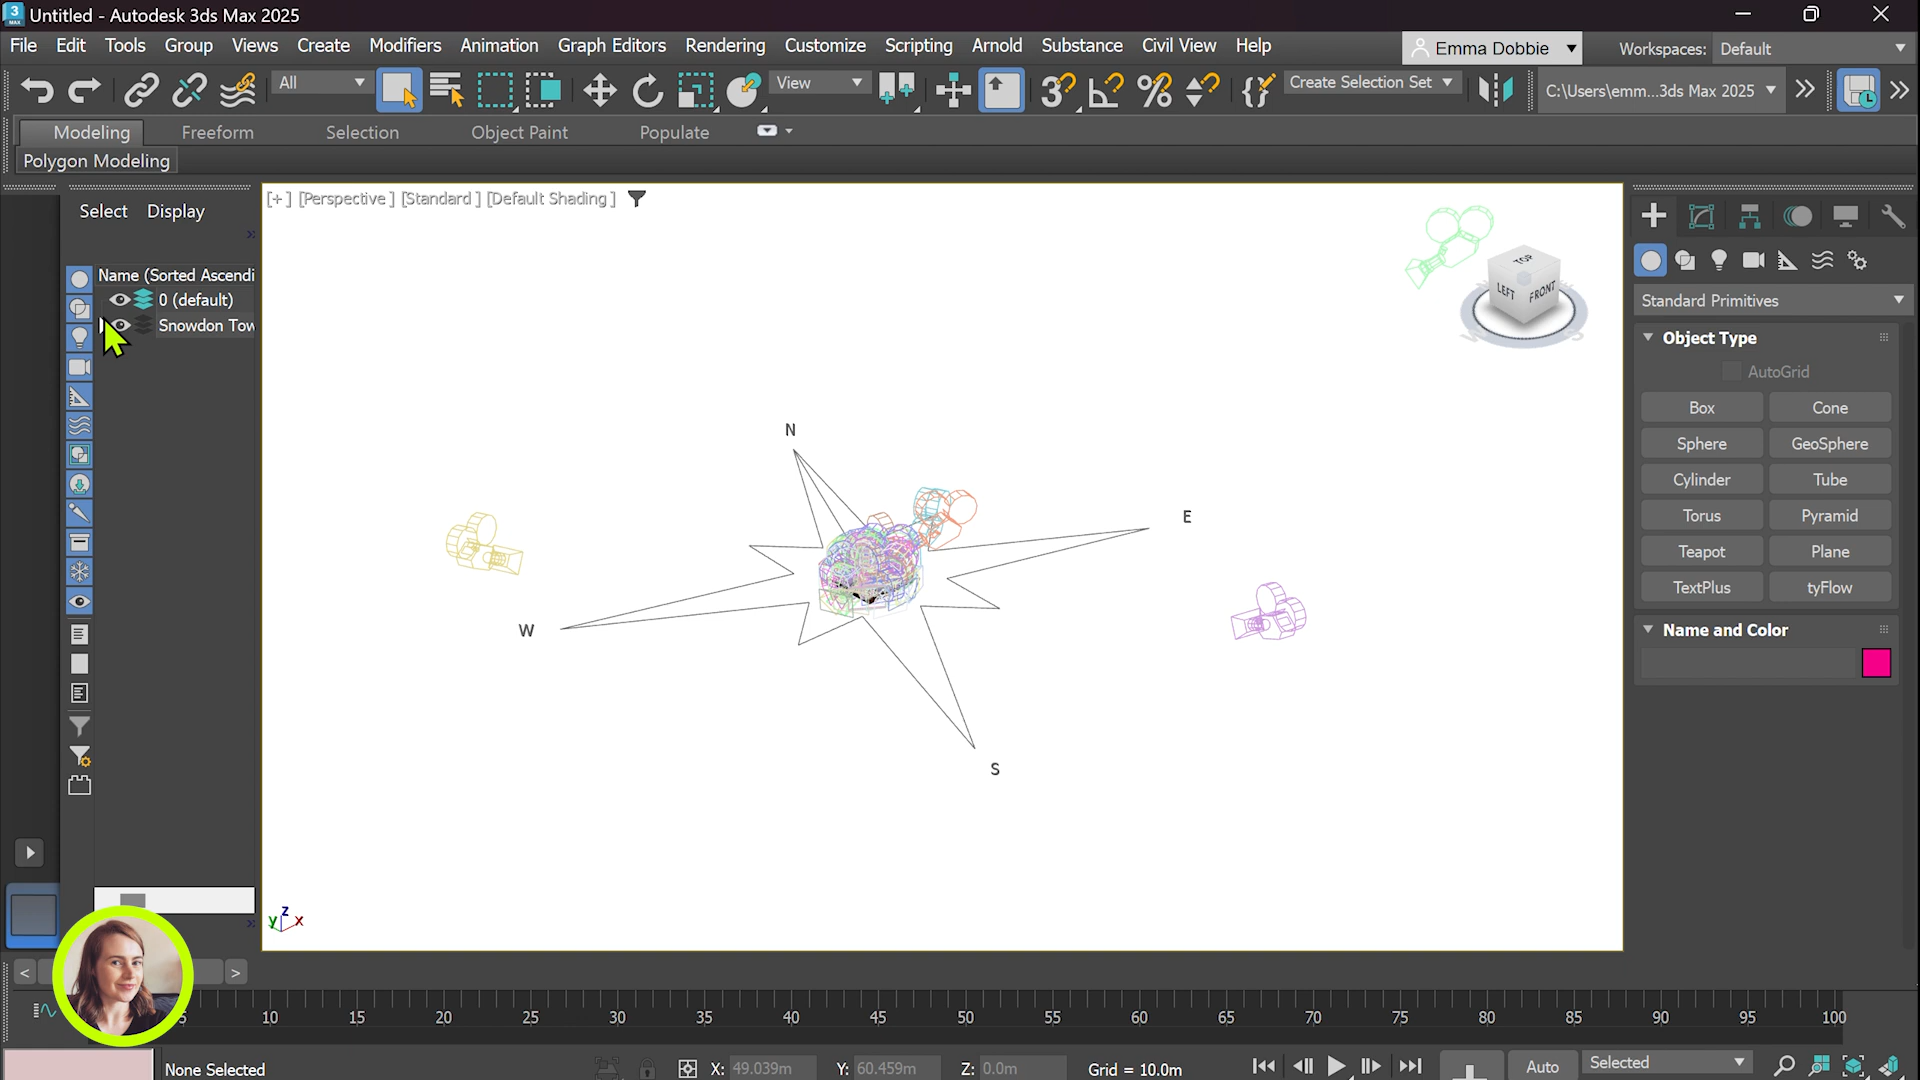 Untitled - Autodesk 3ds Max 2025
File Edit Tools Group Views Create Modifiers Animation Graph Editors Rendering Customize Scripting Arnold Substance Civil View Help
Emma Dobbie
Workspaces: Default
All
View
Create Selection Set
C:\Users\emm...3ds Max 2025
Modeling Freeform Selection Object Paint Populate
Polygon Modeling
Select Display
[+] [Perspective] [Standard] [Default Shading]
Name (Sorted Ascendi
0 (default)
Snowdon Tow
TOP
LEFT FRONT
N
E
W
S
z
y x
Standard Primitives
Object Type
AutoGrid
Box Cone
Sphere GeoSphere
Cylinder Tube
Torus Pyramid
Teapot Plane
TextPlus tyFlow
Name and Color
< >
5 10 15 20 25 30 35 40 45 50 55 60 65 70 75 80 85 90 95 100
None Selected
X: 49.039m Y: 60.459m Z: 0.0m Grid = 10.0m
Auto
Selected